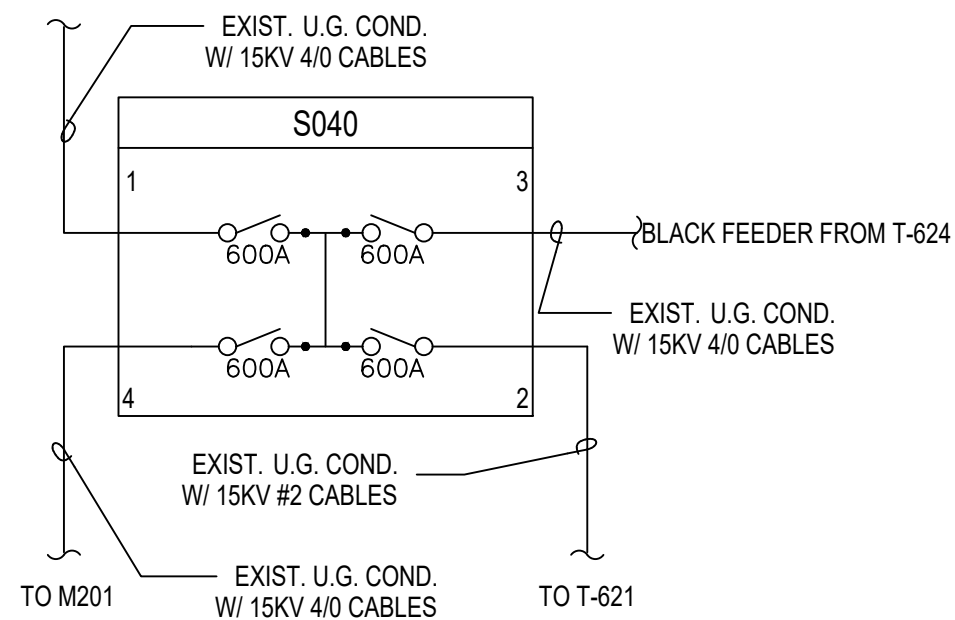 EXIST. U.G. COND.
W/ 15KV 4/0 CABLES
S040
1
3
600A
600A
BLACK FEEDER FROM T-624
EXIST. U.G. COND.
W/ 15KV 4/0 CABLES
600A
600A
4
2
EXIST. U.G. COND.
W/ 15KV #2 CABLES
EXIST. U.G. COND.
W/ 15KV 4/0 CABLES
TO M201
TO T-621